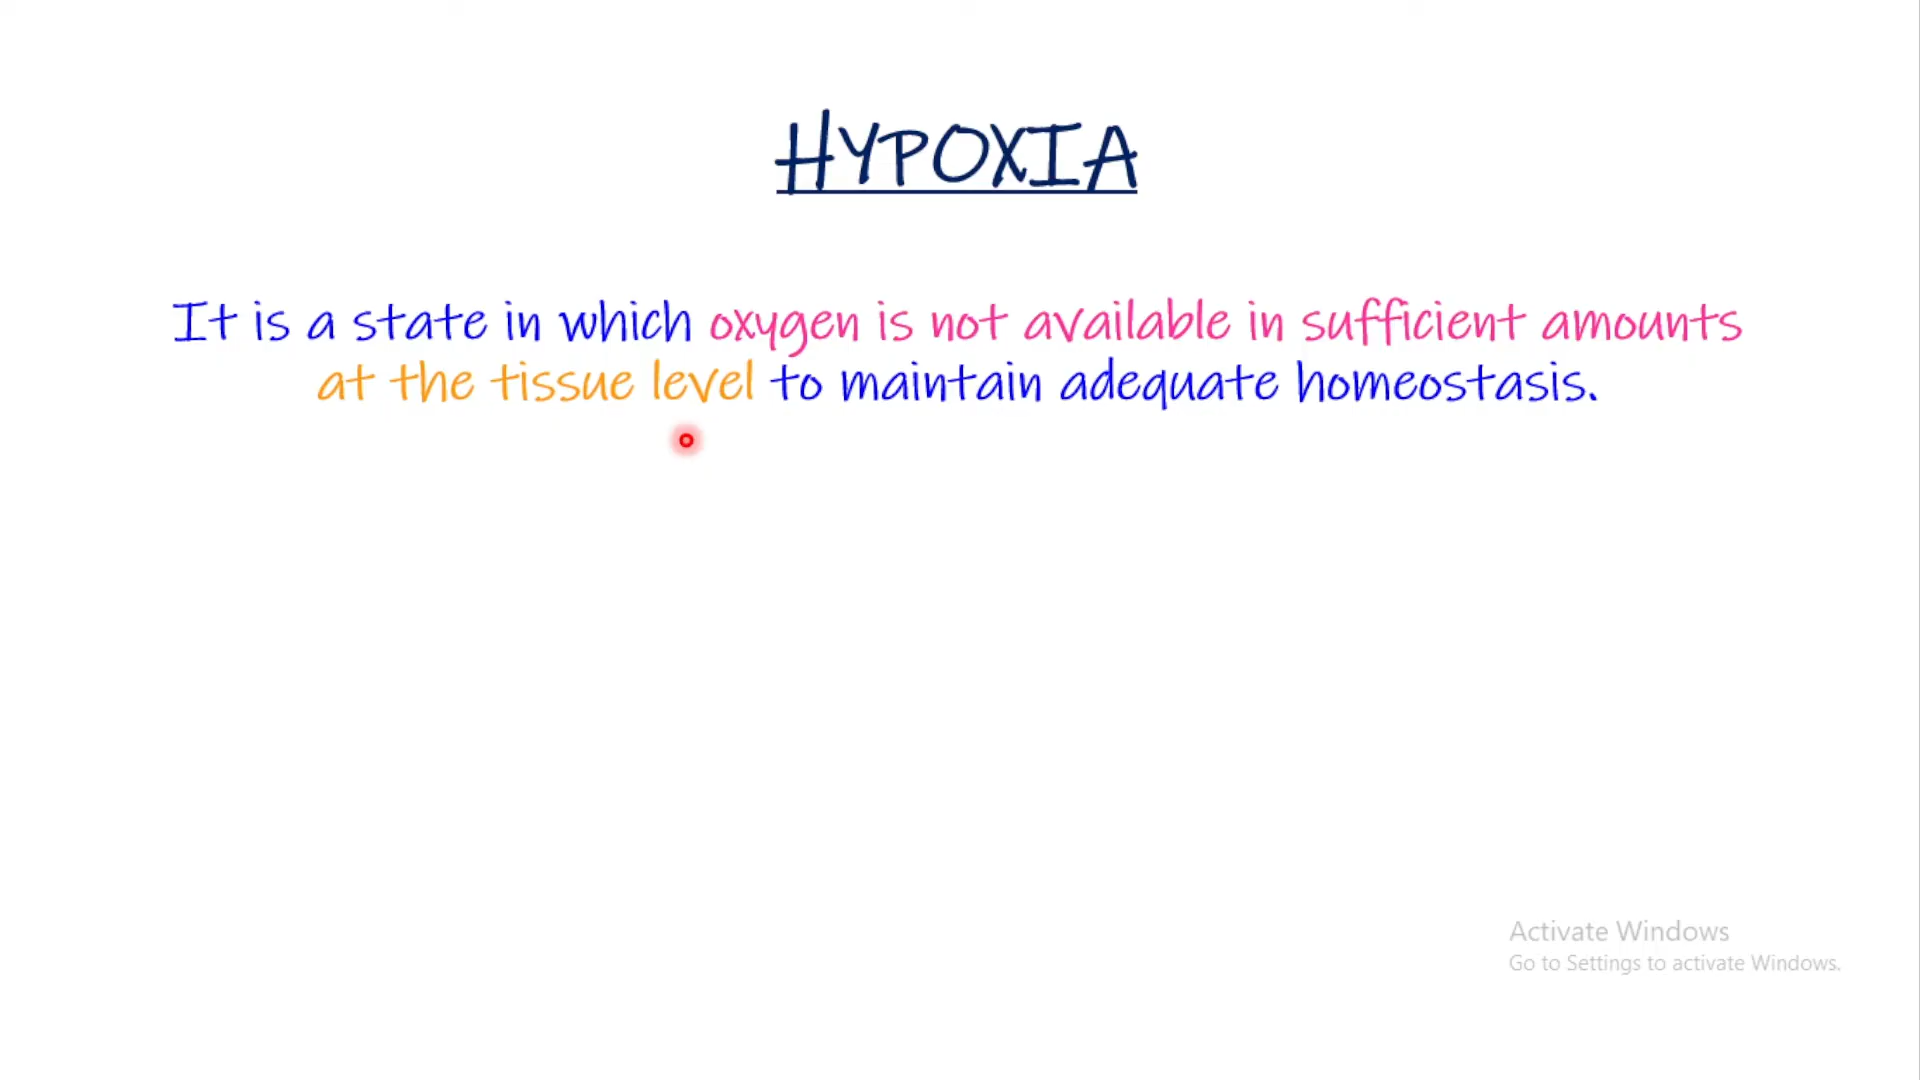 HYPOXIA
It is a state in which oxygen is not available in sufficient amounts
at the tissue level to maintain adequate homeostasis.
Activate Windows
Go to Settings to activate Windows.